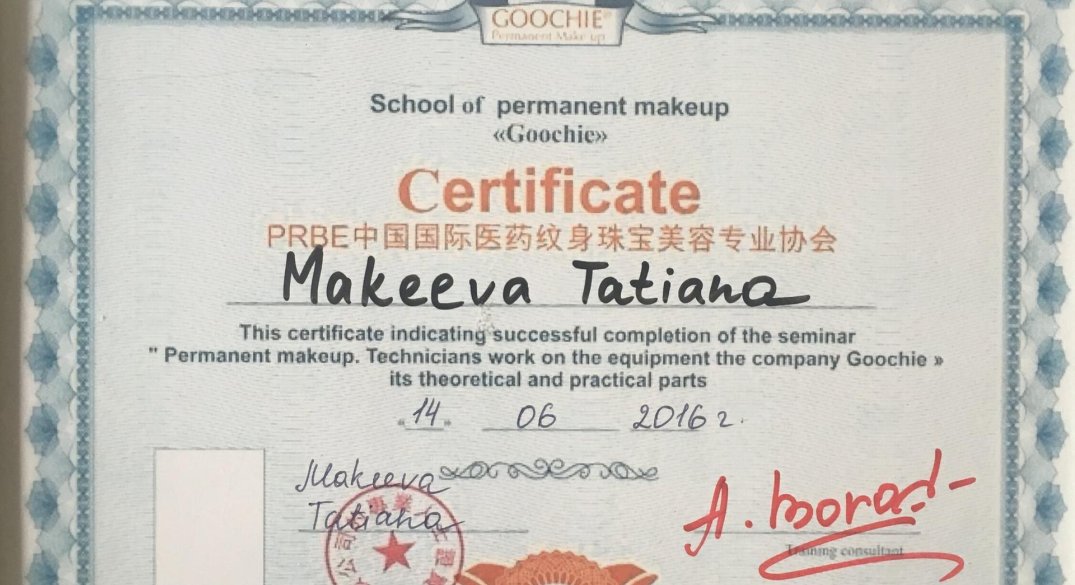 GOOCHIE®
Permanent Make up
School of permanent makeup
«Goochie»
Certificate
PRBE中国国际医药纹身珠宝美容专业协会
Makeeva Tatiana
This certificate indicating successful completion of the seminar
" Permanent makeup. Technicians work on the equipment the company Goochie »
its theoretical and practical parts
„ 14 " 06 2016 г.
Makeeva
Tatiana
Training consultant